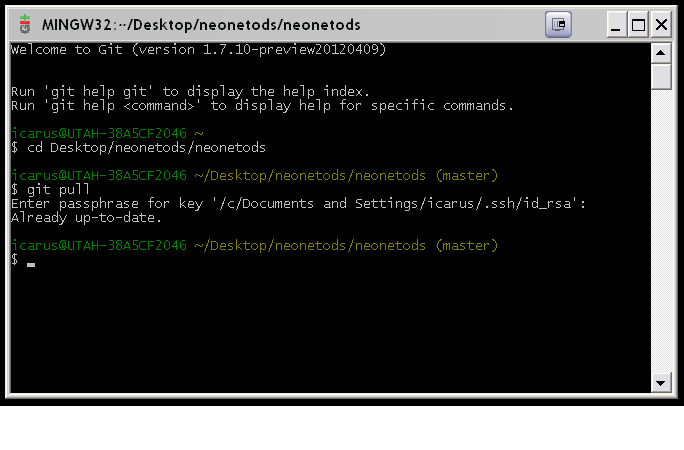 MINGW32:~/Desktop/neonetods/neonetods
Welcome to Git (version 1.7.10-preview20120409)
Run 'git help git' to display the help index.
Run 'git help <command>' to display help for specific commands.
icarus@UTAH-38A5CF2046 ~
$ cd Desktop/neonetods/neonetods
icarus@UTAH-38A5CF2046 ~/Desktop/neonetods/neonetods (master)
$ git pull
Enter passphrase for key '/c/Documents and Settings/icarus/.ssh/id_rsa':
Already up-to-date.
icarus@UTAH-38A5CF2046 ~/Desktop/neonetods/neonetods (master)
$